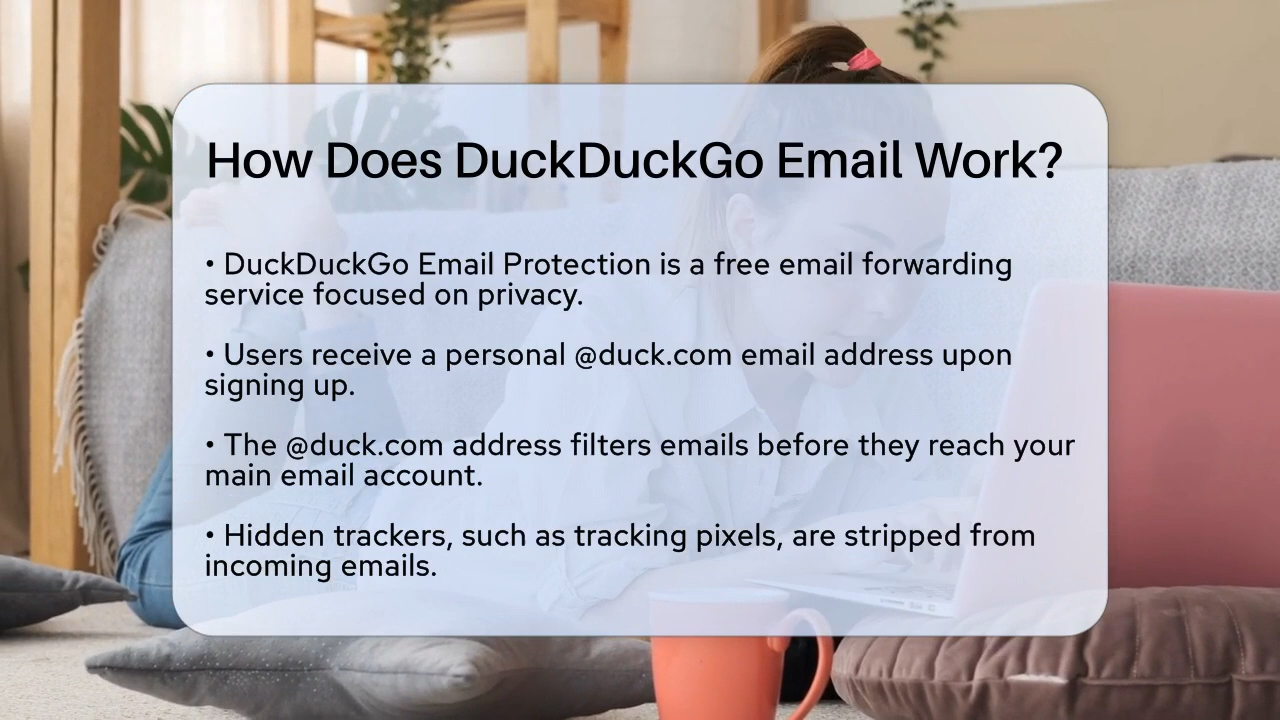 How Does DuckDuckGo Email Work?
• DuckDuckGo Email Protection is a free email forwarding
service focused on privacy.
• Users receive a personal @duck.com email address upon
signing up.
• The @duck.com address filters emails before they reach your
main email account.
• Hidden trackers, such as tracking pixels, are stripped from
incoming emails.